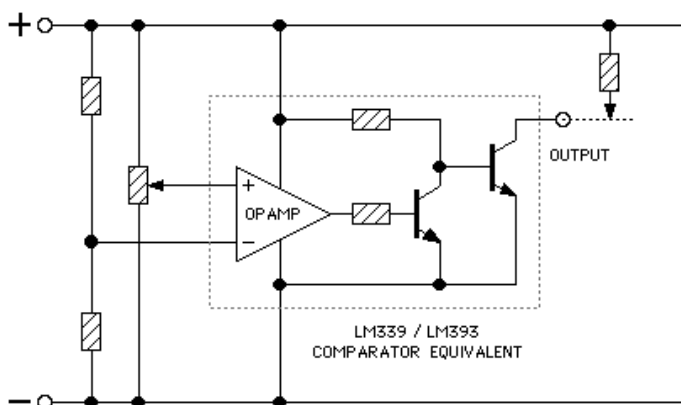 +
OUTPUT
+
OPAMP
−
LM339 / LM393
COMPARATOR EQUIVALENT
−